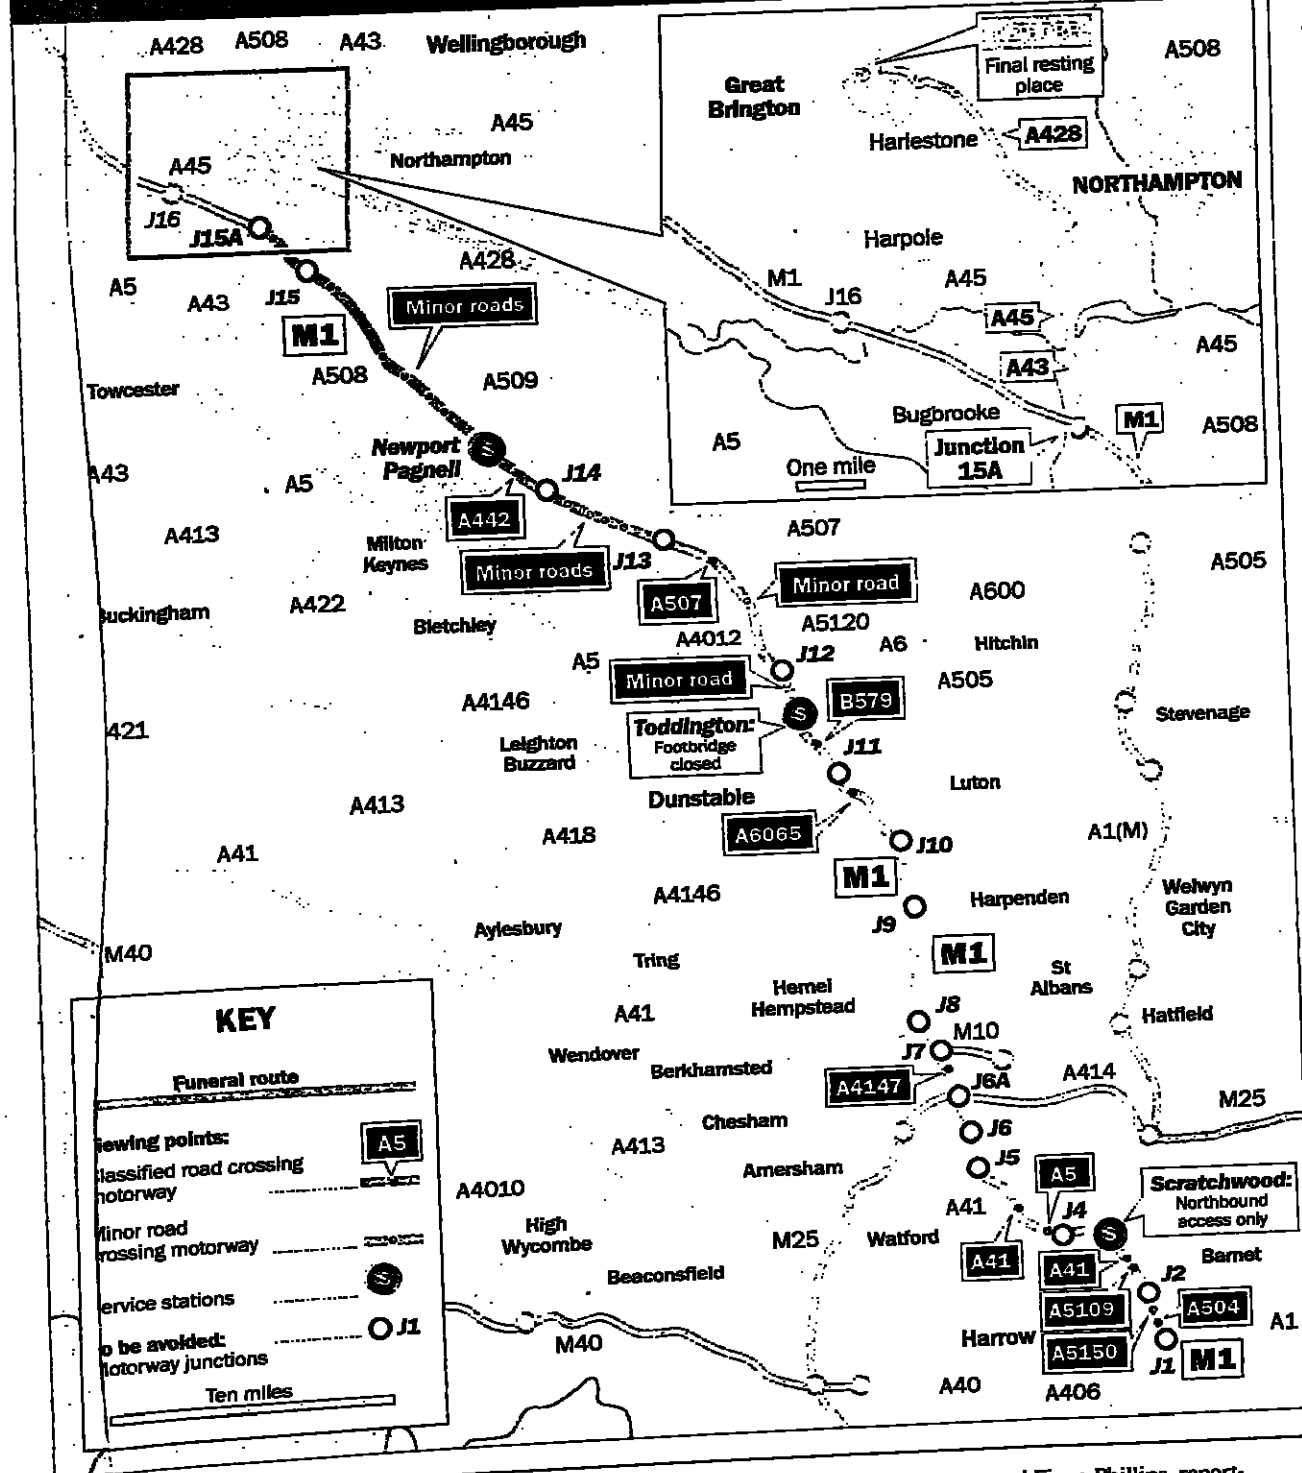 A428 A508 A43 Wellingborough
A45
Northampton
A45
J16
J15A
A428
A5
A43
J15
M1
Minor roads
A508
A509
Towcester
Newport
Pagnell
S
A43
A5
J14
A442
A413
Milton
Keynes
Minor roads
J13
A507
A507
Minor road
A600
A505
Buckingham
A422
Bletchley
A4012
A5120
A6
Hitchin
J12
A5
Minor road
A505
A4146
S
B579
421
Toddington:
Footbridge
closed
J11
Stevenage
Leighton
Buzzard
Luton
Dunstable
A413
A418
A6065
A1(M)
A41
J10
M1
A4146
Harpenden
Welwyn
Garden
City
J9
Aylesbury
M40
Tring
M1
St
Albans
Hemel
Hempstead
A41
J8
Hatfield
M10
J7
Wendover
Berkhamsted
A4147
J6A
A414
M25
Chesham
J6
A413
Amersham
J5
A4010
A5
Scratchwood:
Northbound
access only
A41
J4
S
High
Wycombe
M25
Watford
A41
A41
Barnet
Beaconsfield
J2
A5109
A504
A1
Harrow
A5150
J1
M1
M40
A40
A406
Great
Brington
Final resting
place
A508
Harlestone
A428
NORTHAMPTON
Harpole
M1
J16
A45
A45
A45
A43
Bugbrooke
M1
A508
A5
Junction
15A
One mile
KEY
Funeral route
iewing points:
lassified road crossing
motorway
A5
Minor road
rossing motorway
ervice stations
S
o be avoided:
Motorway junctions
J1
Ten miles